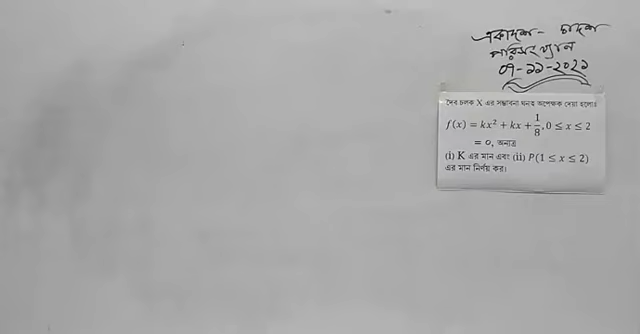 একাদশ - দ্বাদশ
পরিসংখ্যান
০৭-১১-২০২১
দৈব চলক X এর সম্ভাবনা ঘনত্ব অপেক্ষক দেয়া হলোঃ
f(x) = kx² + kx + 1/8, 0 ≤ x ≤ 2
= 0, অন্যত্র
(i) K এর মান এবং (ii) P(1 ≤ x ≤ 2)
এর মান নির্ণয় কর।